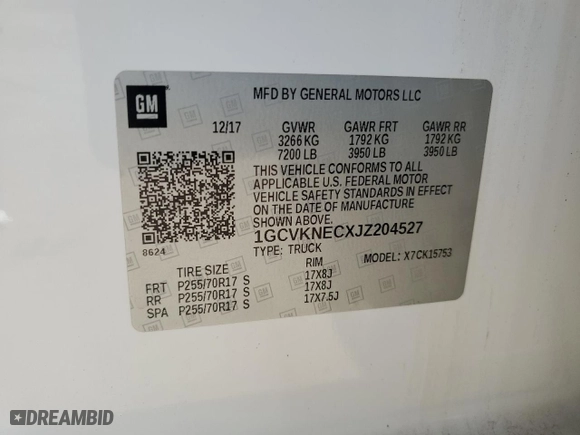 GM
MFD BY GENERAL MOTORS LLC
12/17 GVWR GAWR FRT GAWR RR
3266 KG 1792 KG 1792 KG
7200 LB 3950 LB 3950 LB
THIS VEHICLE CONFORMS TO ALL
APPLICABLE U.S. FEDERAL MOTOR
VEHICLE SAFETY STANDARDS IN EFFECT
ON THE DATE OF MANUFACTURE
SHOWN ABOVE.
8624 1GCVKNECXJZ204527
TYPE: TRUCK MODEL: X7CK15753
TIRE SIZE RIM
FRT P255/70R17 S 17X8J
RR P255/70R17 S 17X8J
SPA P255/70R17 S 17X7.5J
DREAMBID